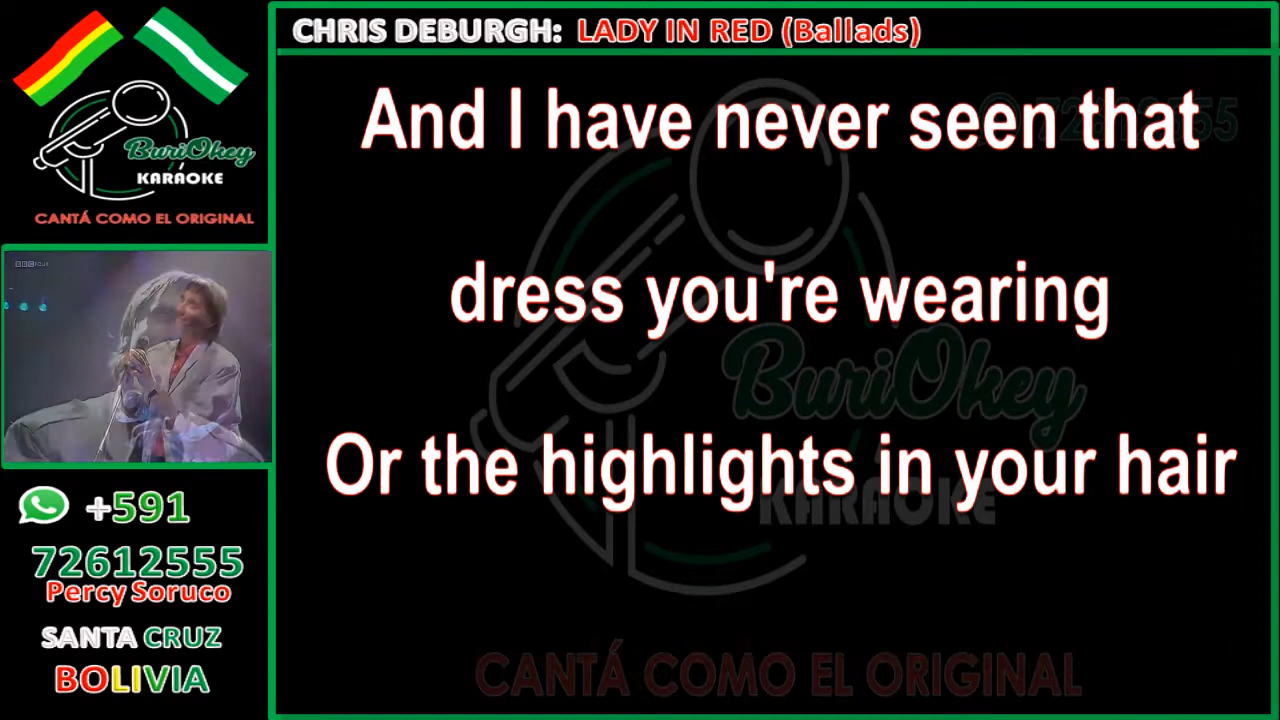 CHRIS DEBURGH: LADY IN RED (Ballads)
BuriOkey
KARAOKE
CANTÁ COMO EL ORIGINAL
BBC FOUR
+591
72612555
Percy Soruco
SANTA CRUZ
BOLIVIA
And I have never seen that
dress you're wearing
Or the highlights in your hair
BuriOkey
KARAOKE
CANTÁ COMO EL ORIGINAL